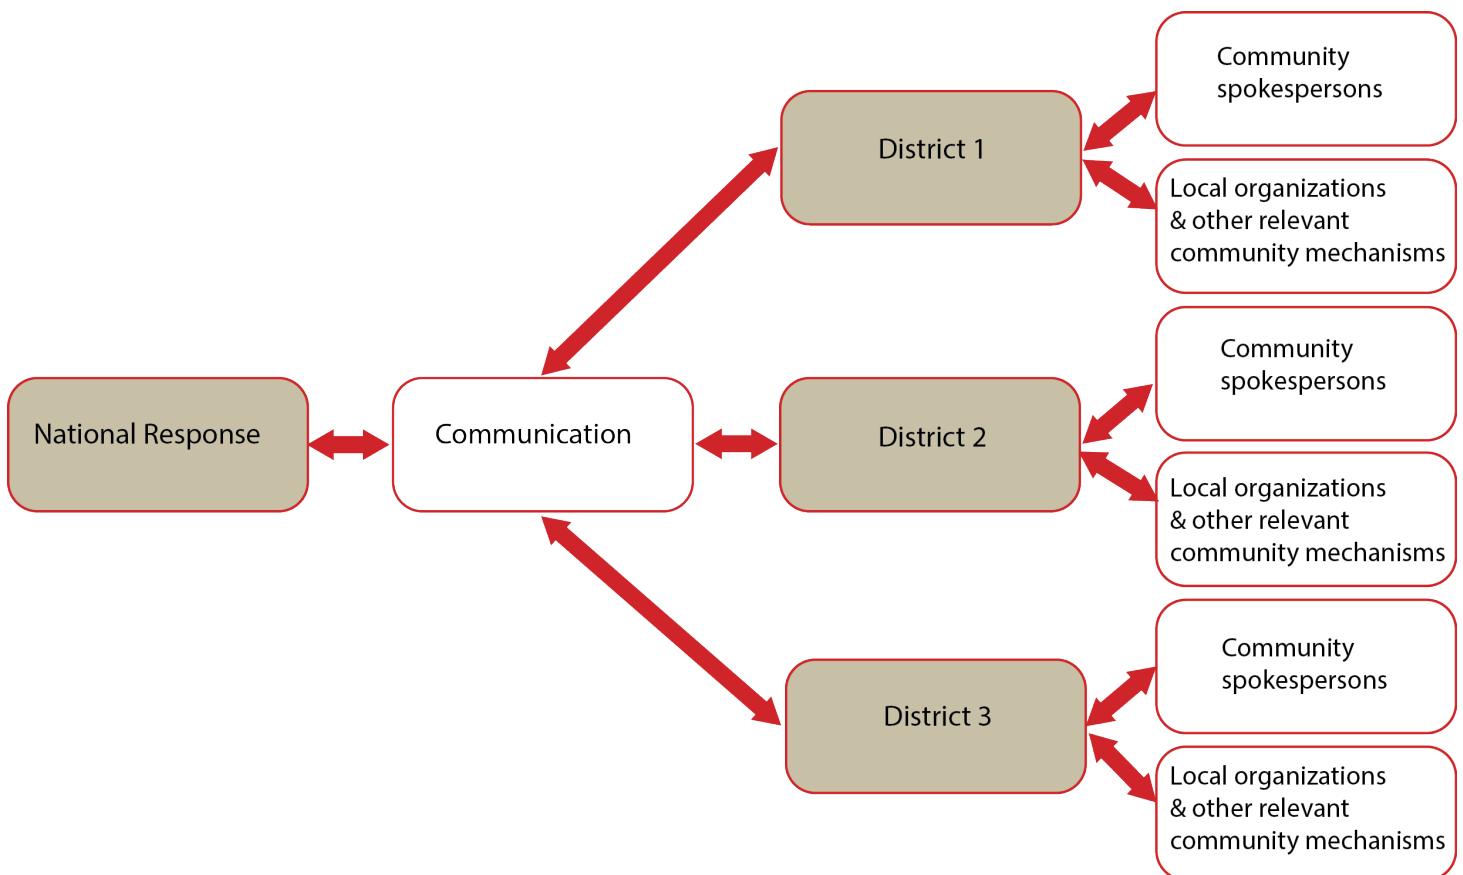 National Response
Communication
District 1
Community
spokespersons
Local organizations
& other relevant
community mechanisms
District 2
Community
spokespersons
Local organizations
& other relevant
community mechanisms
District 3
Community
spokespersons
Local organizations
& other relevant
community mechanisms